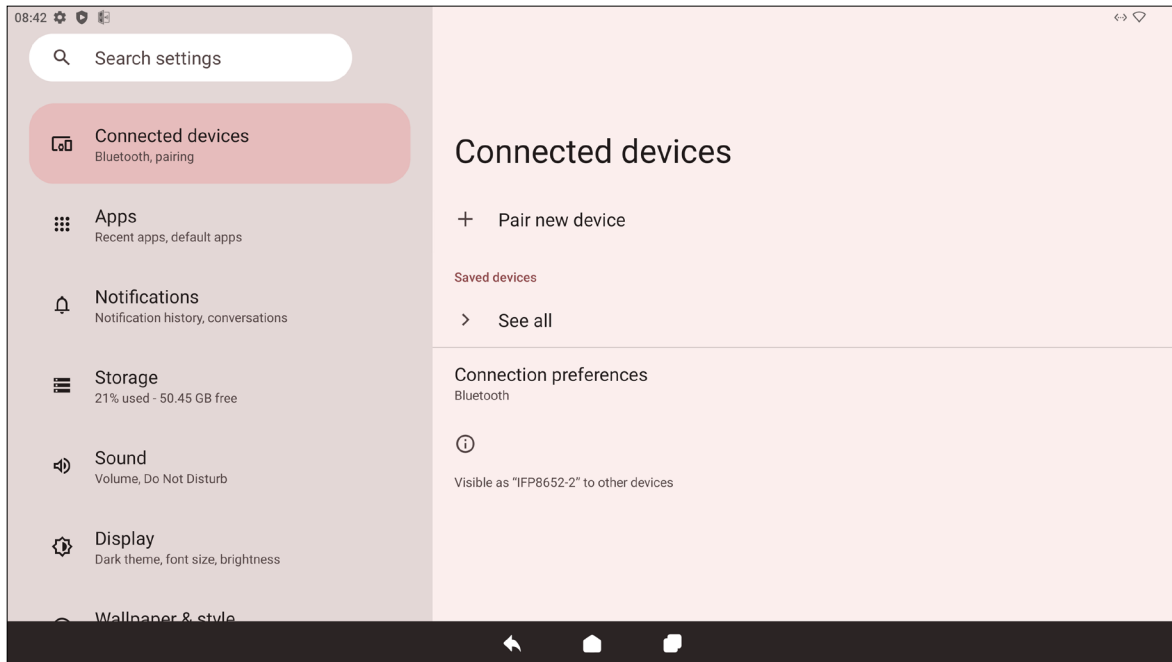 08:42
Search settings
Connected devices
Bluetooth, pairing
Apps
Recent apps, default apps
Notifications
Notification history, conversations
Storage
21% used - 50.45 GB free
Sound
Volume, Do Not Disturb
Display
Dark theme, font size, brightness
Wallpaper & style
Connected devices
Pair new device
Saved devices
See all
Connection preferences
Bluetooth
Visible as “IFP8652-2” to other devices